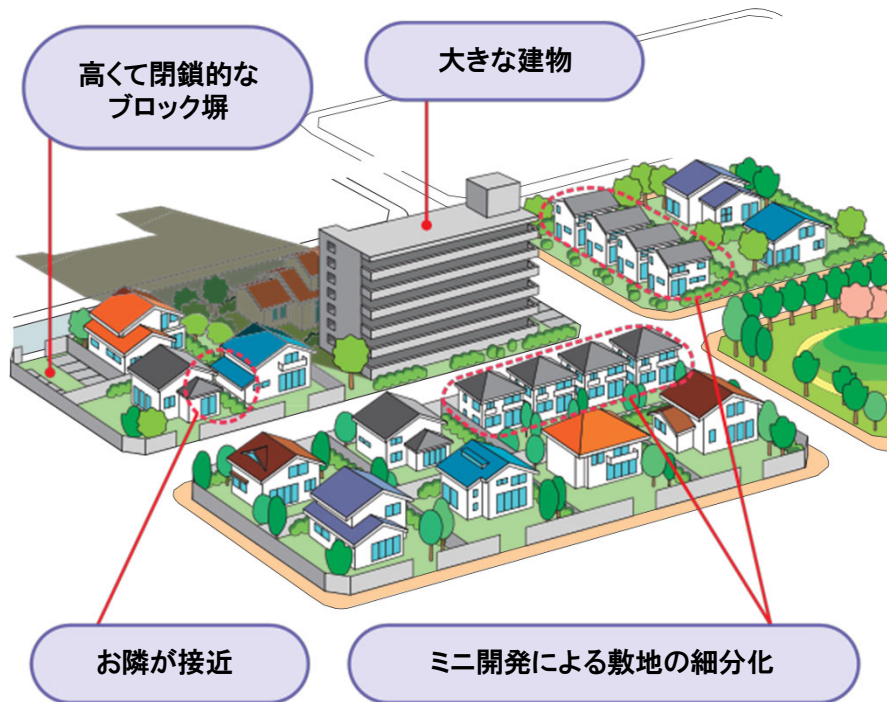 高くて閉鎖的な
ブロック塀
大きな建物
お隣が接近
ミニ開発による敷地の細分化